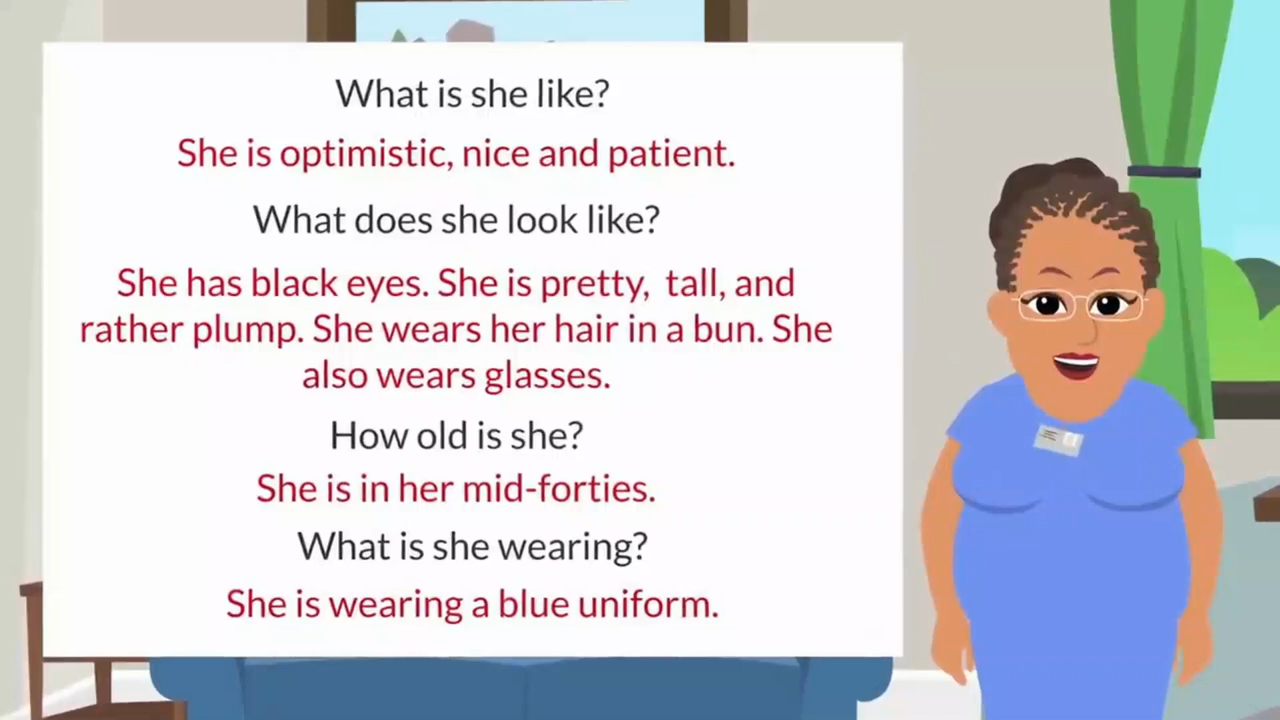 What is she like?
She is optimistic, nice and patient.
What does she look like?
She has black eyes. She is pretty, tall, and
rather plump. She wears her hair in a bun. She
also wears glasses.
How old is she?
She is in her mid-forties.
What is she wearing?
She is wearing a blue uniform.